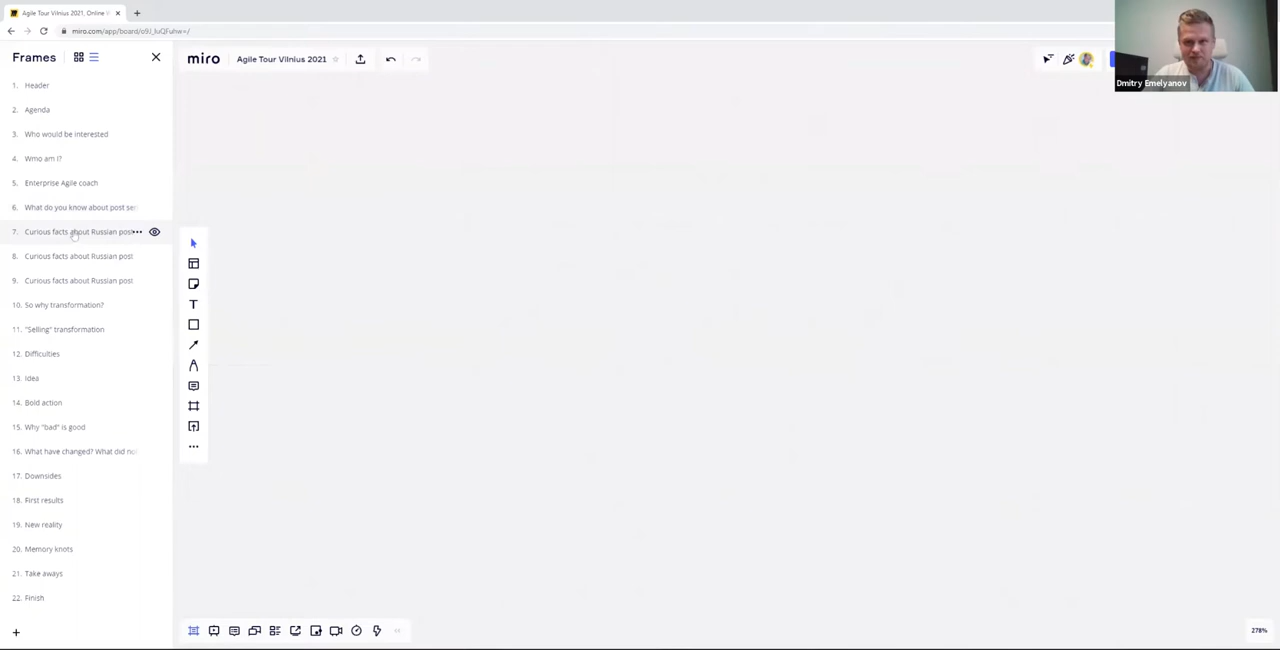 Agile Tour Vilnius 2021, Online
miro.com/app/board/o9J_luQFuhw=/
Frames
miro
Agile Tour Vilnius 2021
Dmitry Emelyanov
1. Header
2. Agenda
3. Who would be interested
4. Who am I?
5. Enterprise Agile coach
6. What do you know about post ser
7. Curious facts about Russian post
8. Curious facts about Russian post
9. Curious facts about Russian post
10. So why transformation?
11. "Selling" transformation
12. Difficulties
13. Idea
14. Bold action
15. Why "bad" is good
16. What have changed? What did no
17. Downsides
18. First results
19. New reality
20. Memory knots
21. Take aways
22. Finish
278%